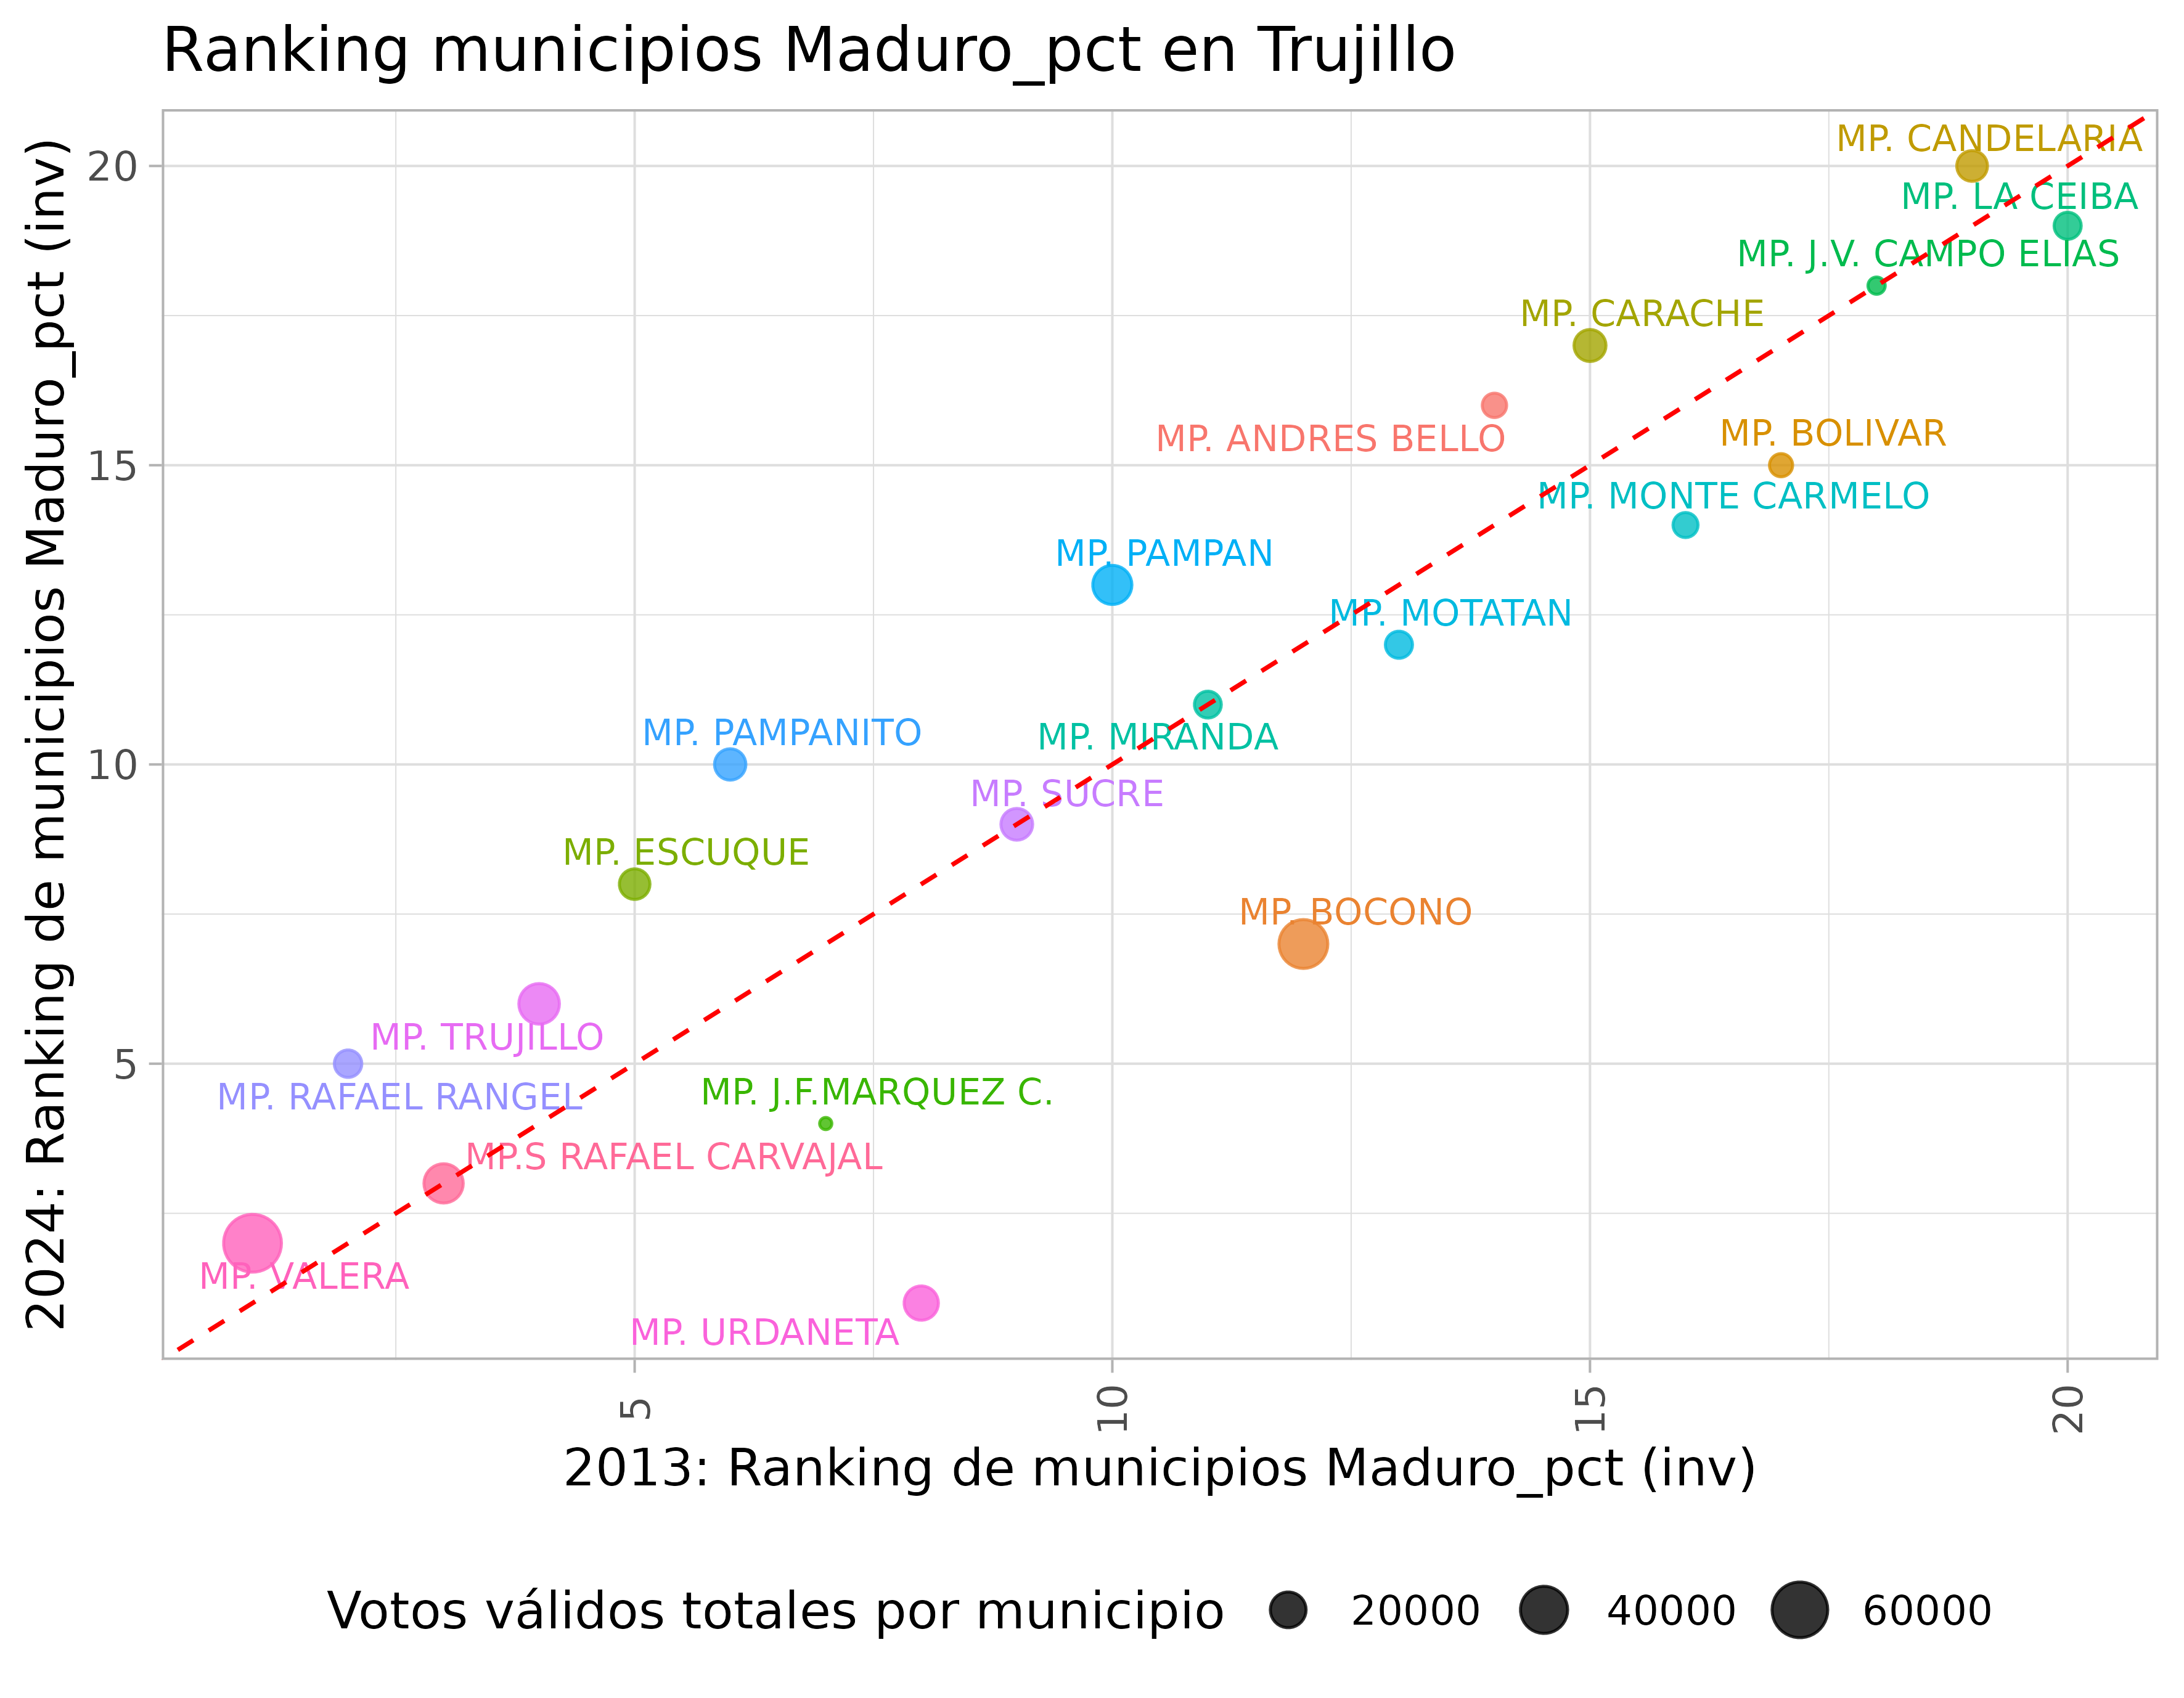 Ranking municipios Maduro_pct en Trujillo
2024: Ranking de municipios Maduro_pct (inv)
20
15
10
5
MP. CANDELARIA
MP. LA CEIBA
MP. J.V. CAMPO ELIAS
MP. CARACHE
MP. ANDRES BELLO
MP. BOLIVAR
MP. MONTE CARMELO
MP. PAMPAN
MP. MOTATAN
MP. PAMPANITO
MP. MIRANDA
MP. SUCRE
MP. ESCUQUE
MP. BOCONO
MP. TRUJILLO
MP. RAFAEL RANGEL
MP. J.F.MARQUEZ C.
MP.S RAFAEL CARVAJAL
MP. VALERA
MP. URDANETA
5
10
15
20
2013: Ranking de municipios Maduro_pct (inv)
Votos válidos totales por municipio 20000 40000 60000